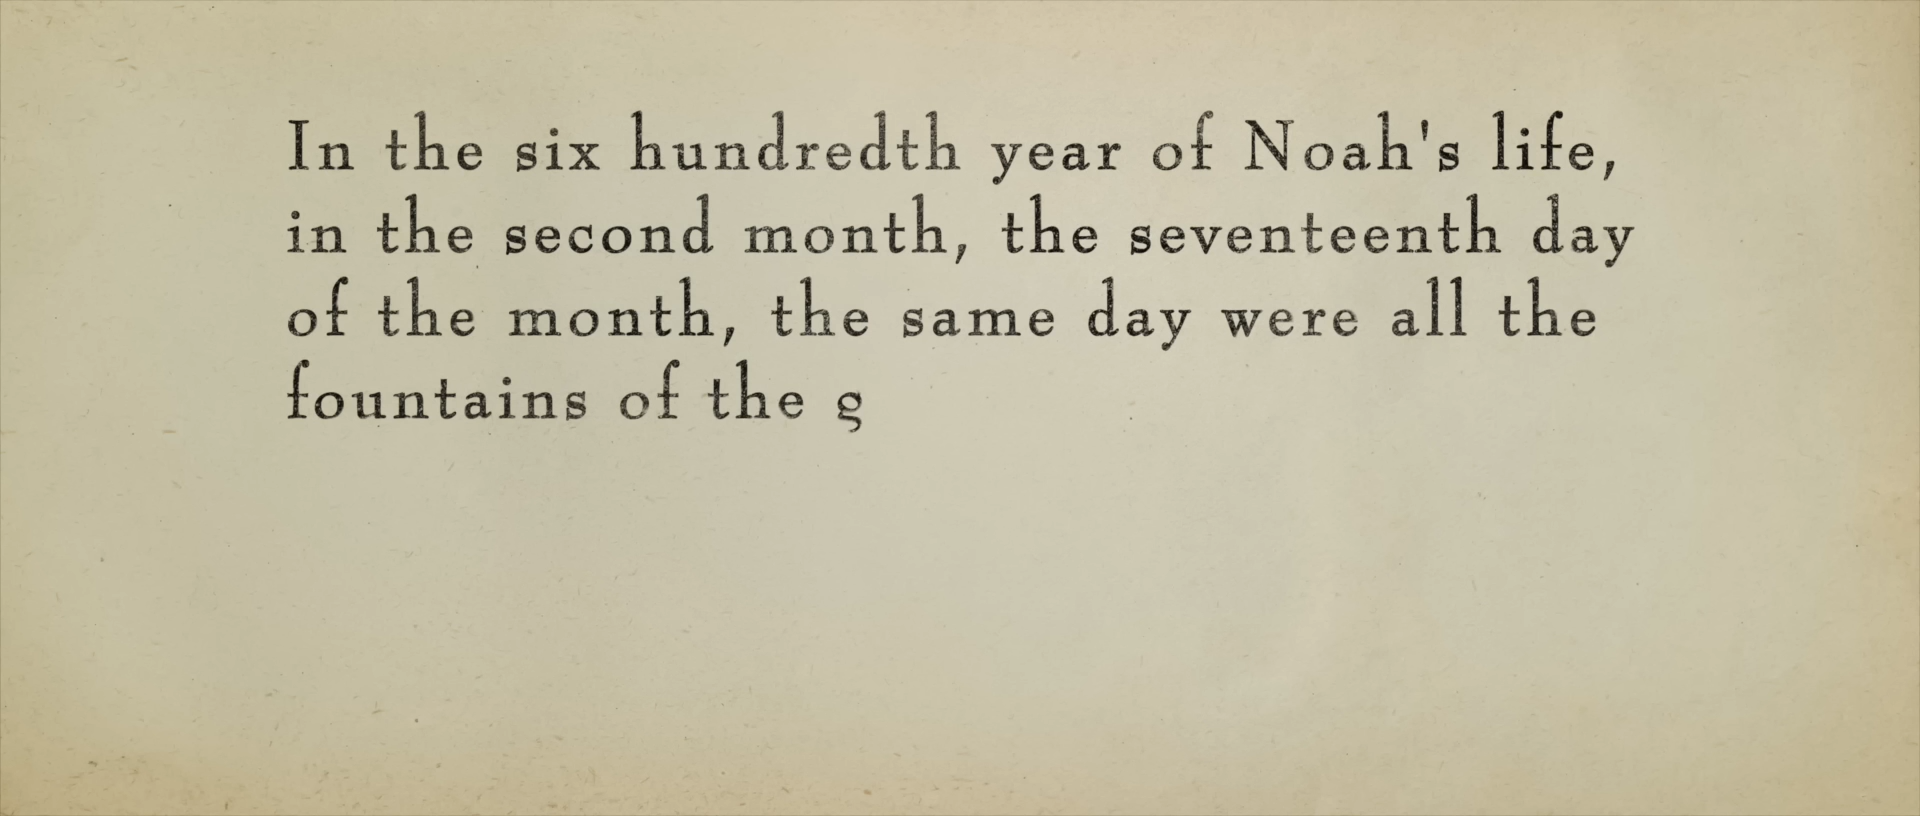 In the six hundredth year of Noah's life,
in the second month, the seventeenth day
of the month, the same day were all the
fountains of the g